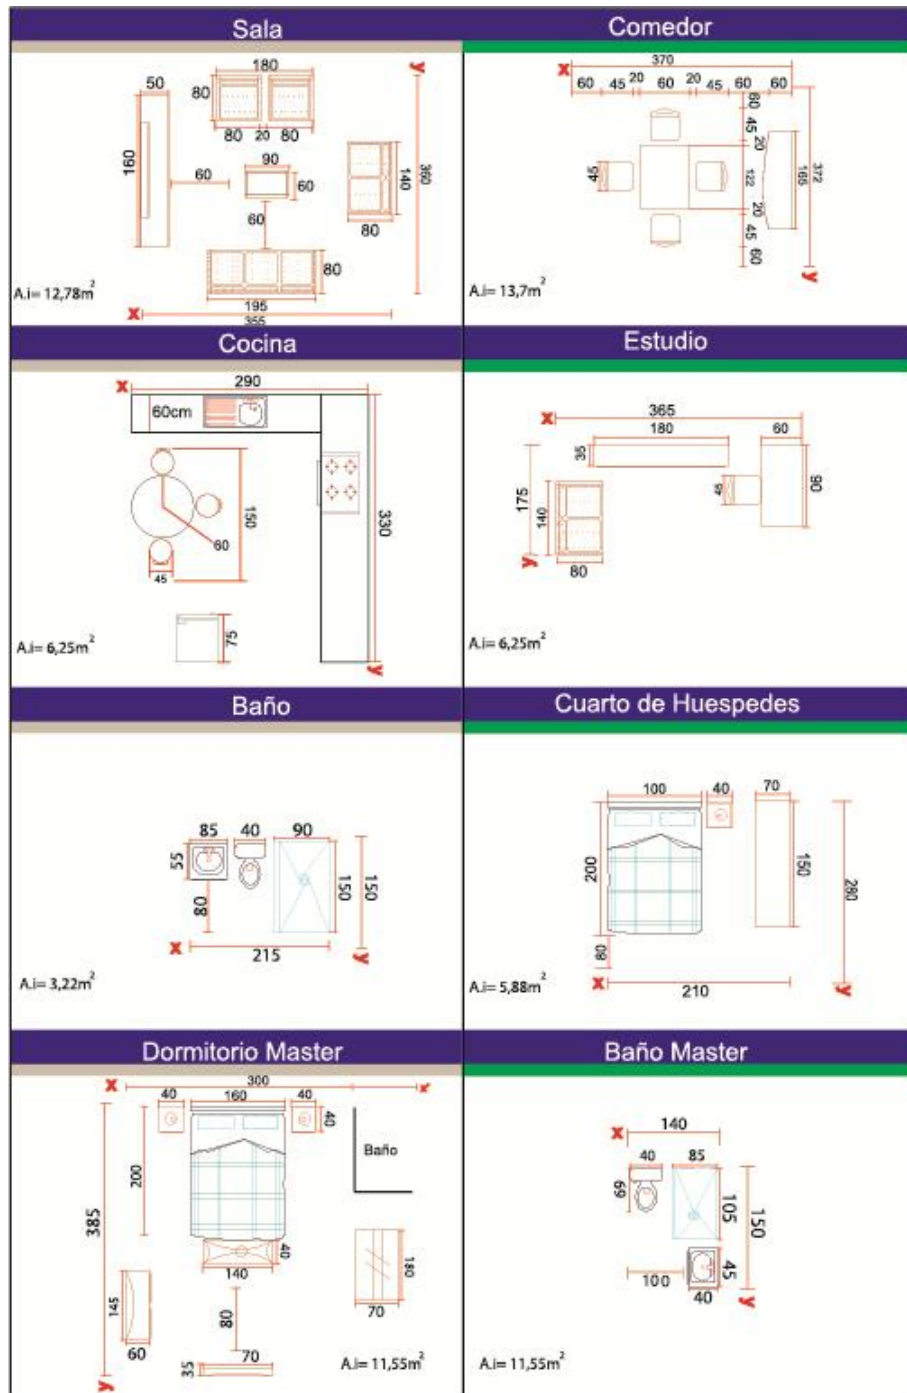 Sala
180
y
50
80
80 20 80
90
160
60
60
360
140
60
80
80
A.i= 12,78m²
195
x
355
Comedor
370
x
60 45 20 60 20 45 60 60
60
45
20
45
122
165
372
20
45
60
y
A.i= 13,7m²
Cocina
x
290
60cm
150
330
60
45
75
A.i= 6,25m²
y
Estudio
x
365
180
60
35
175
45
90
140
y
80
A.i= 6,25m²
Baño
85 40 90
55
150
150
80
x
215
y
A.i= 3,22m²
Cuarto de Huespedes
100 40 70
200
150
280
80
A.i= 5,88m²
x
210
y
Dormitorio Master
x
300
x'
40 160 40
40
200
Baño
385
40
140
180
145
80
70
60
70
35
A.i= 11,55m²
y
Baño Master
x
140
40 85
69
105
150
100
45
40
y
A.i= 11,55m²